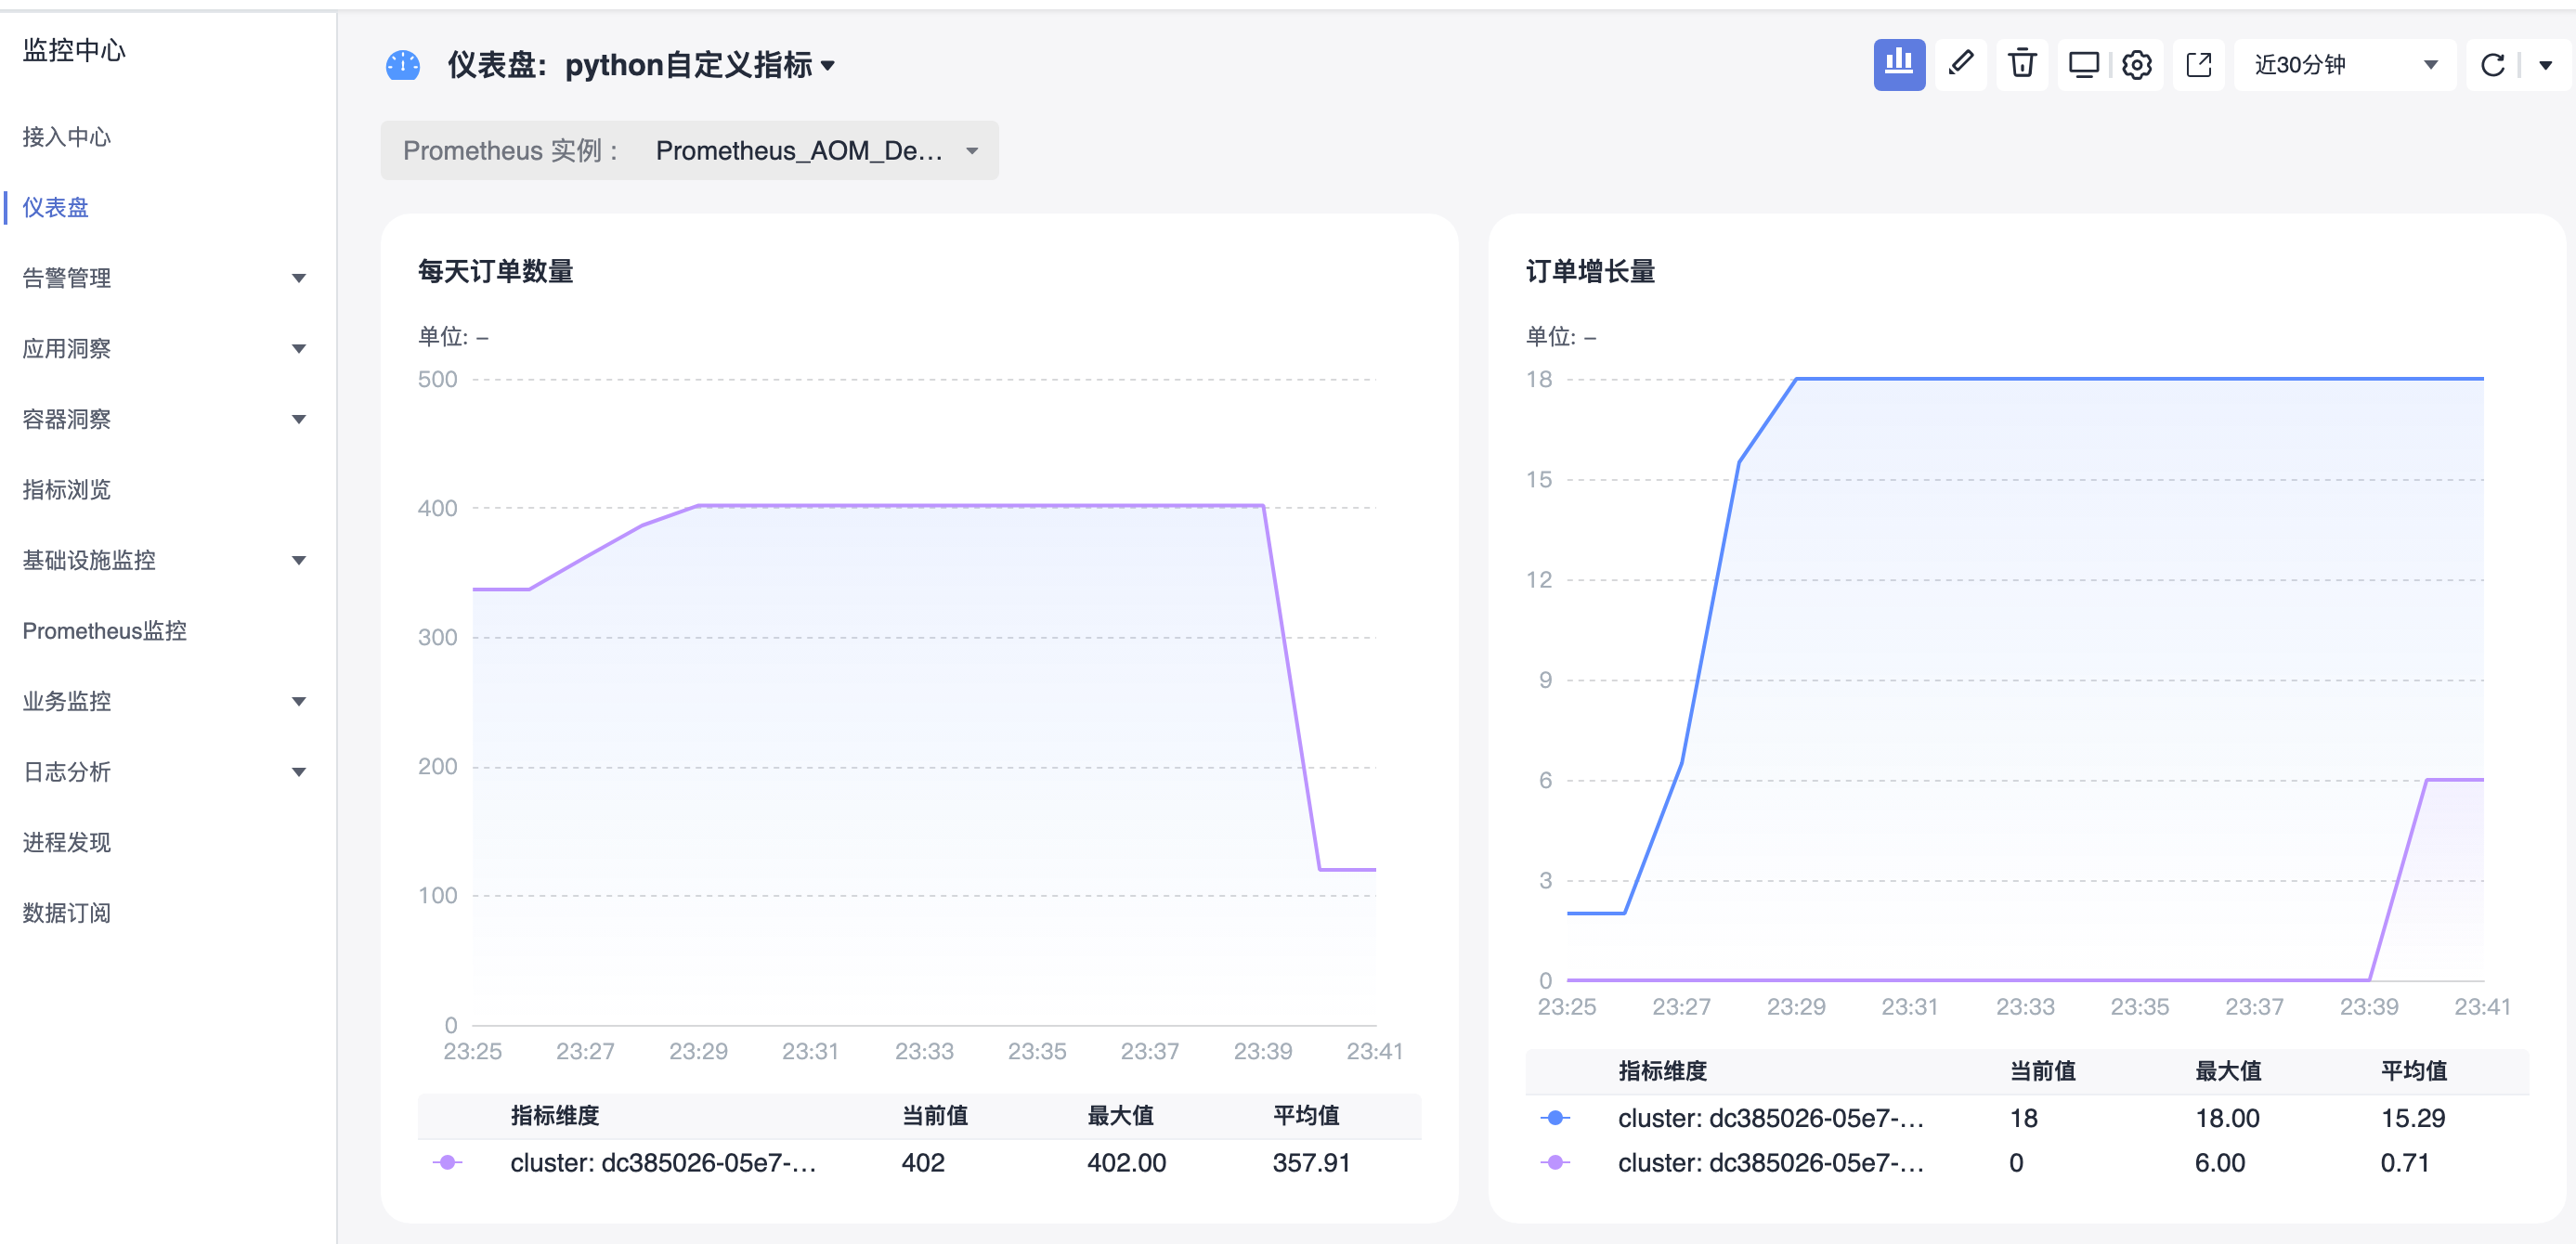 监控中心
接入中心
仪表盘
告警管理
应用洞察
容器洞察
指标浏览
基础设施监控
Prometheus监控
业务监控
日志分析
进程发现
数据订阅
仪表盘：python自定义指标
近30分钟
Prometheus 实例： Prometheus_AOM_De...
每天订单数量
单位: –
500
400
300
200
100
0
23:25 23:27 23:29 23:31 23:33 23:35 23:37 23:39 23:41
指标维度 当前值 最大值 平均值
cluster: dc385026-05e7-... 402 402.00 357.91
订单增长量
单位: –
18
15
12
9
6
3
0
23:25 23:27 23:29 23:31 23:33 23:35 23:37 23:39 23:41
指标维度 当前值 最大值 平均值
cluster: dc385026-05e7-... 18 18.00 15.29
cluster: dc385026-05e7-... 0 6.00 0.71